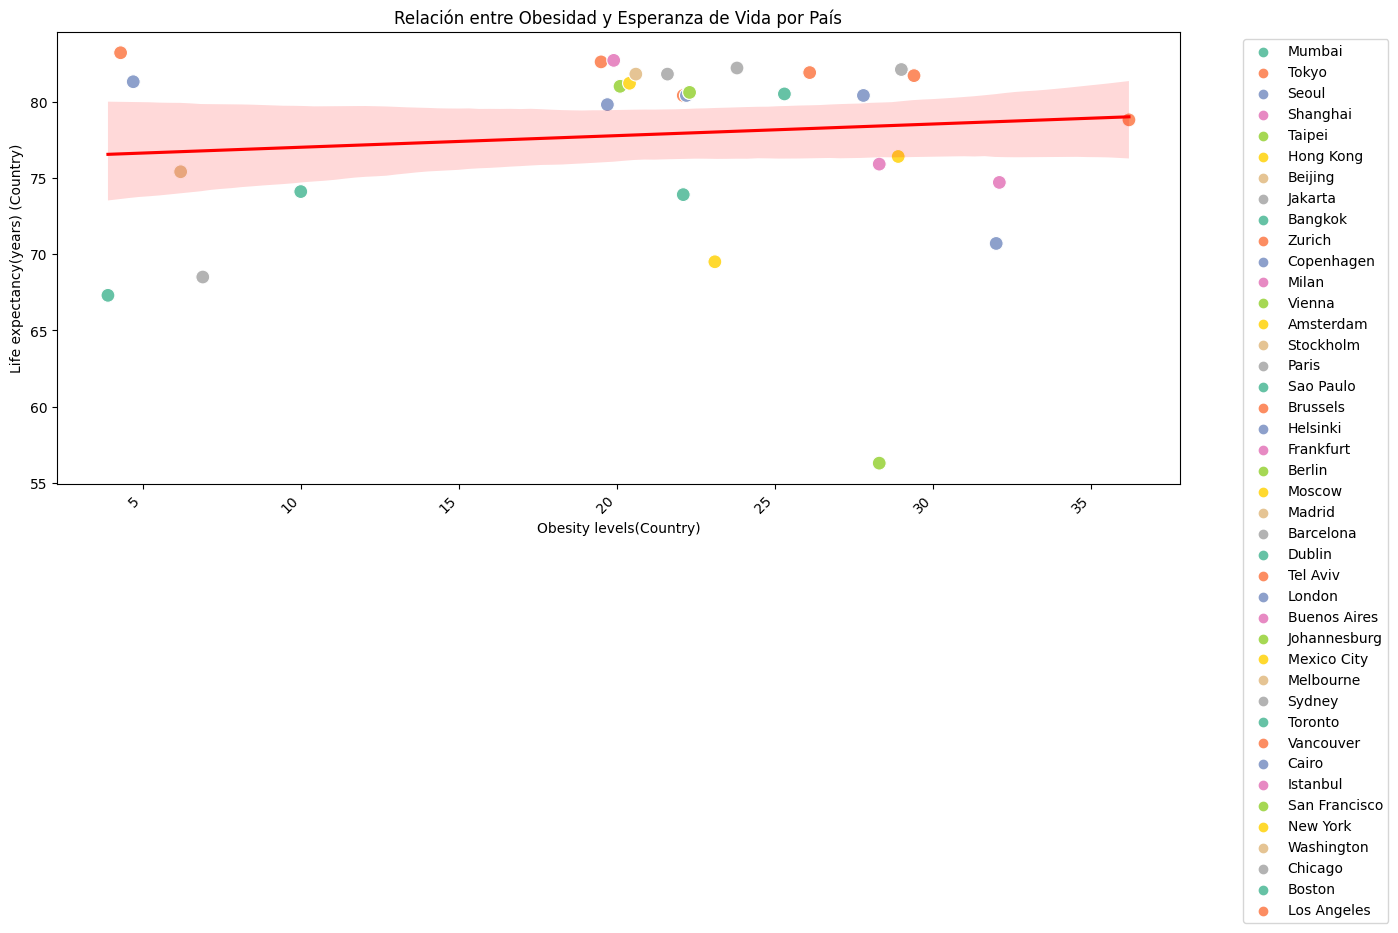 Relación entre Obesidad y Esperanza de Vida por País
Life expectancy(years) (Country)
80
75
70
65
60
55
5
10
15
20
25
30
35
Obesity levels(Country)
Mumbai
Tokyo
Seoul
Shanghai
Taipei
Hong Kong
Beijing
Jakarta
Bangkok
Zurich
Copenhagen
Milan
Vienna
Amsterdam
Stockholm
Paris
Sao Paulo
Brussels
Helsinki
Frankfurt
Berlin
Moscow
Madrid
Barcelona
Dublin
Tel Aviv
London
Buenos Aires
Johannesburg
Mexico City
Melbourne
Sydney
Toronto
Vancouver
Cairo
Istanbul
San Francisco
New York
Washington
Chicago
Boston
Los Angeles